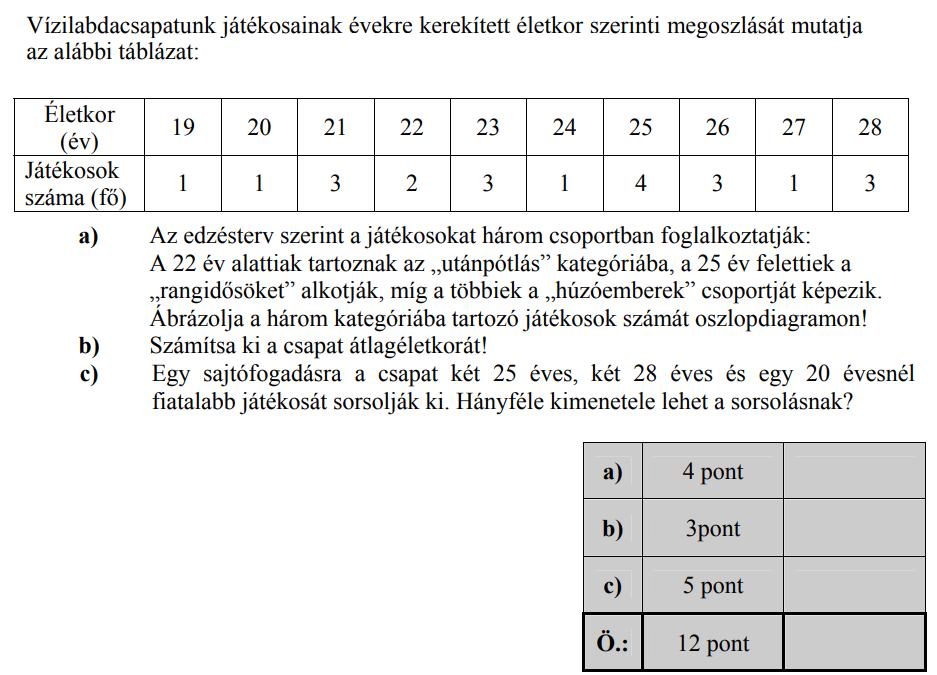 Vízilabdacsapatunk játékosainak évekre kerekített életkor szerinti megoszlását mutatja
az alábbi táblázat:
Életkor (év) 19 20 21 22 23 24 25 26 27 28
Játékosok száma (fő) 1 1 3 2 3 1 4 3 1 3
a) Az edzésterv szerint a játékosokat három csoportban foglalkoztatják:
A 22 év alattiak tartoznak az „utánpótlás” kategóriába, a 25 év felettiek a
„rangidősöket” alkotják, míg a többiek a „húzóemberek” csoportját képezik.
Ábrázolja a három kategóriába tartozó játékosok számát oszlopdiagramon!
b) Számítsa ki a csapat átlagéletkorát!
c) Egy sajtófogadásra a csapat két 25 éves, két 28 éves és egy 20 évesnél
fiatalabb játékosát sorsolják ki. Hányféle kimenetele lehet a sorsolásnak?
a) 4 pont
b) 3pont
c) 5 pont
Ö.: 12 pont